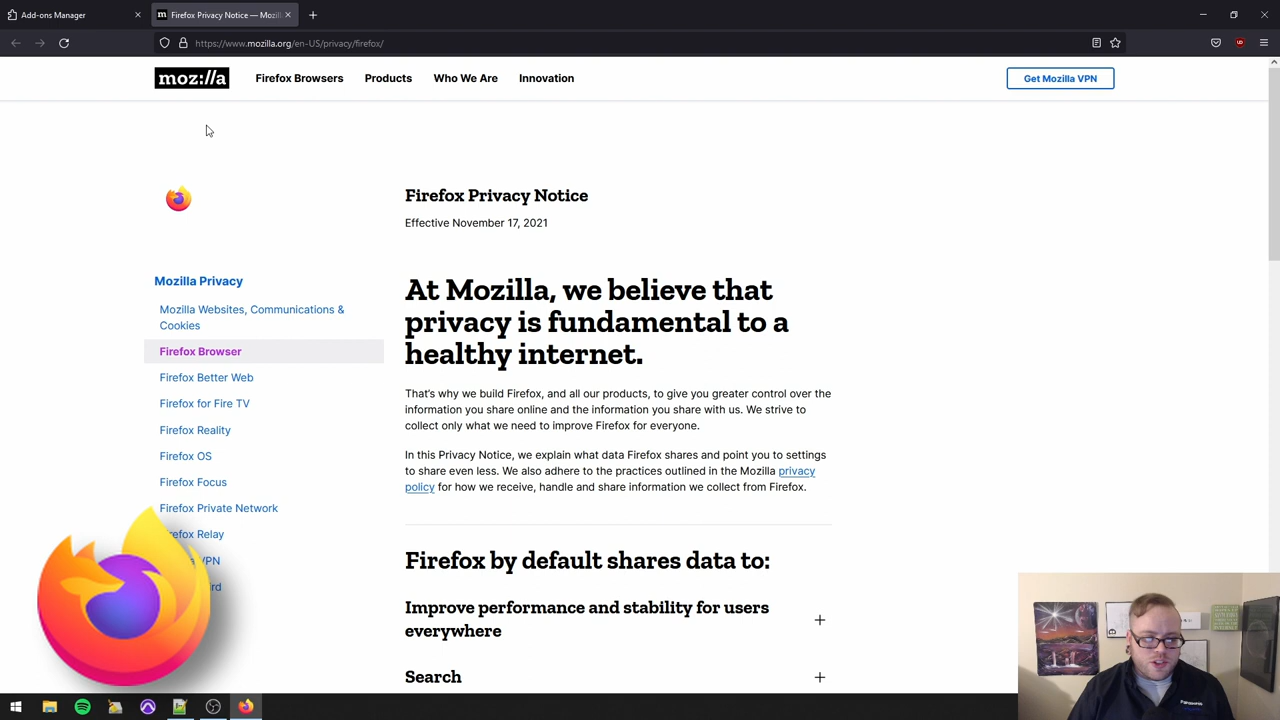 Add-ons Manager
Firefox Privacy Notice — Mozil
https://www.mozilla.org/en-US/privacy/firefox/
moz://a
Firefox Browsers
Products
Who We Are
Innovation
Get Mozilla VPN
Firefox Privacy Notice
Effective November 17, 2021
Mozilla Privacy
Mozilla Websites, Communications &
Cookies
Firefox Browser
Firefox Better Web
Firefox for Fire TV
Firefox Reality
Firefox OS
Firefox Focus
Firefox Private Network
refox Relay
VPN
At Mozilla, we believe that
privacy is fundamental to a
healthy internet.
That's why we build Firefox, and all our products, to give you greater control over the
information you share online and the information you share with us. We strive to
collect only what we need to improve Firefox for everyone.
In this Privacy Notice, we explain what data Firefox shares and point you to settings
to share even less. We also adhere to the practices outlined in the Mozilla privacy
policy for how we receive, handle and share information we collect from Firefox.
Firefox by default shares data to:
Improve performance and stability for users
everywhere
Search